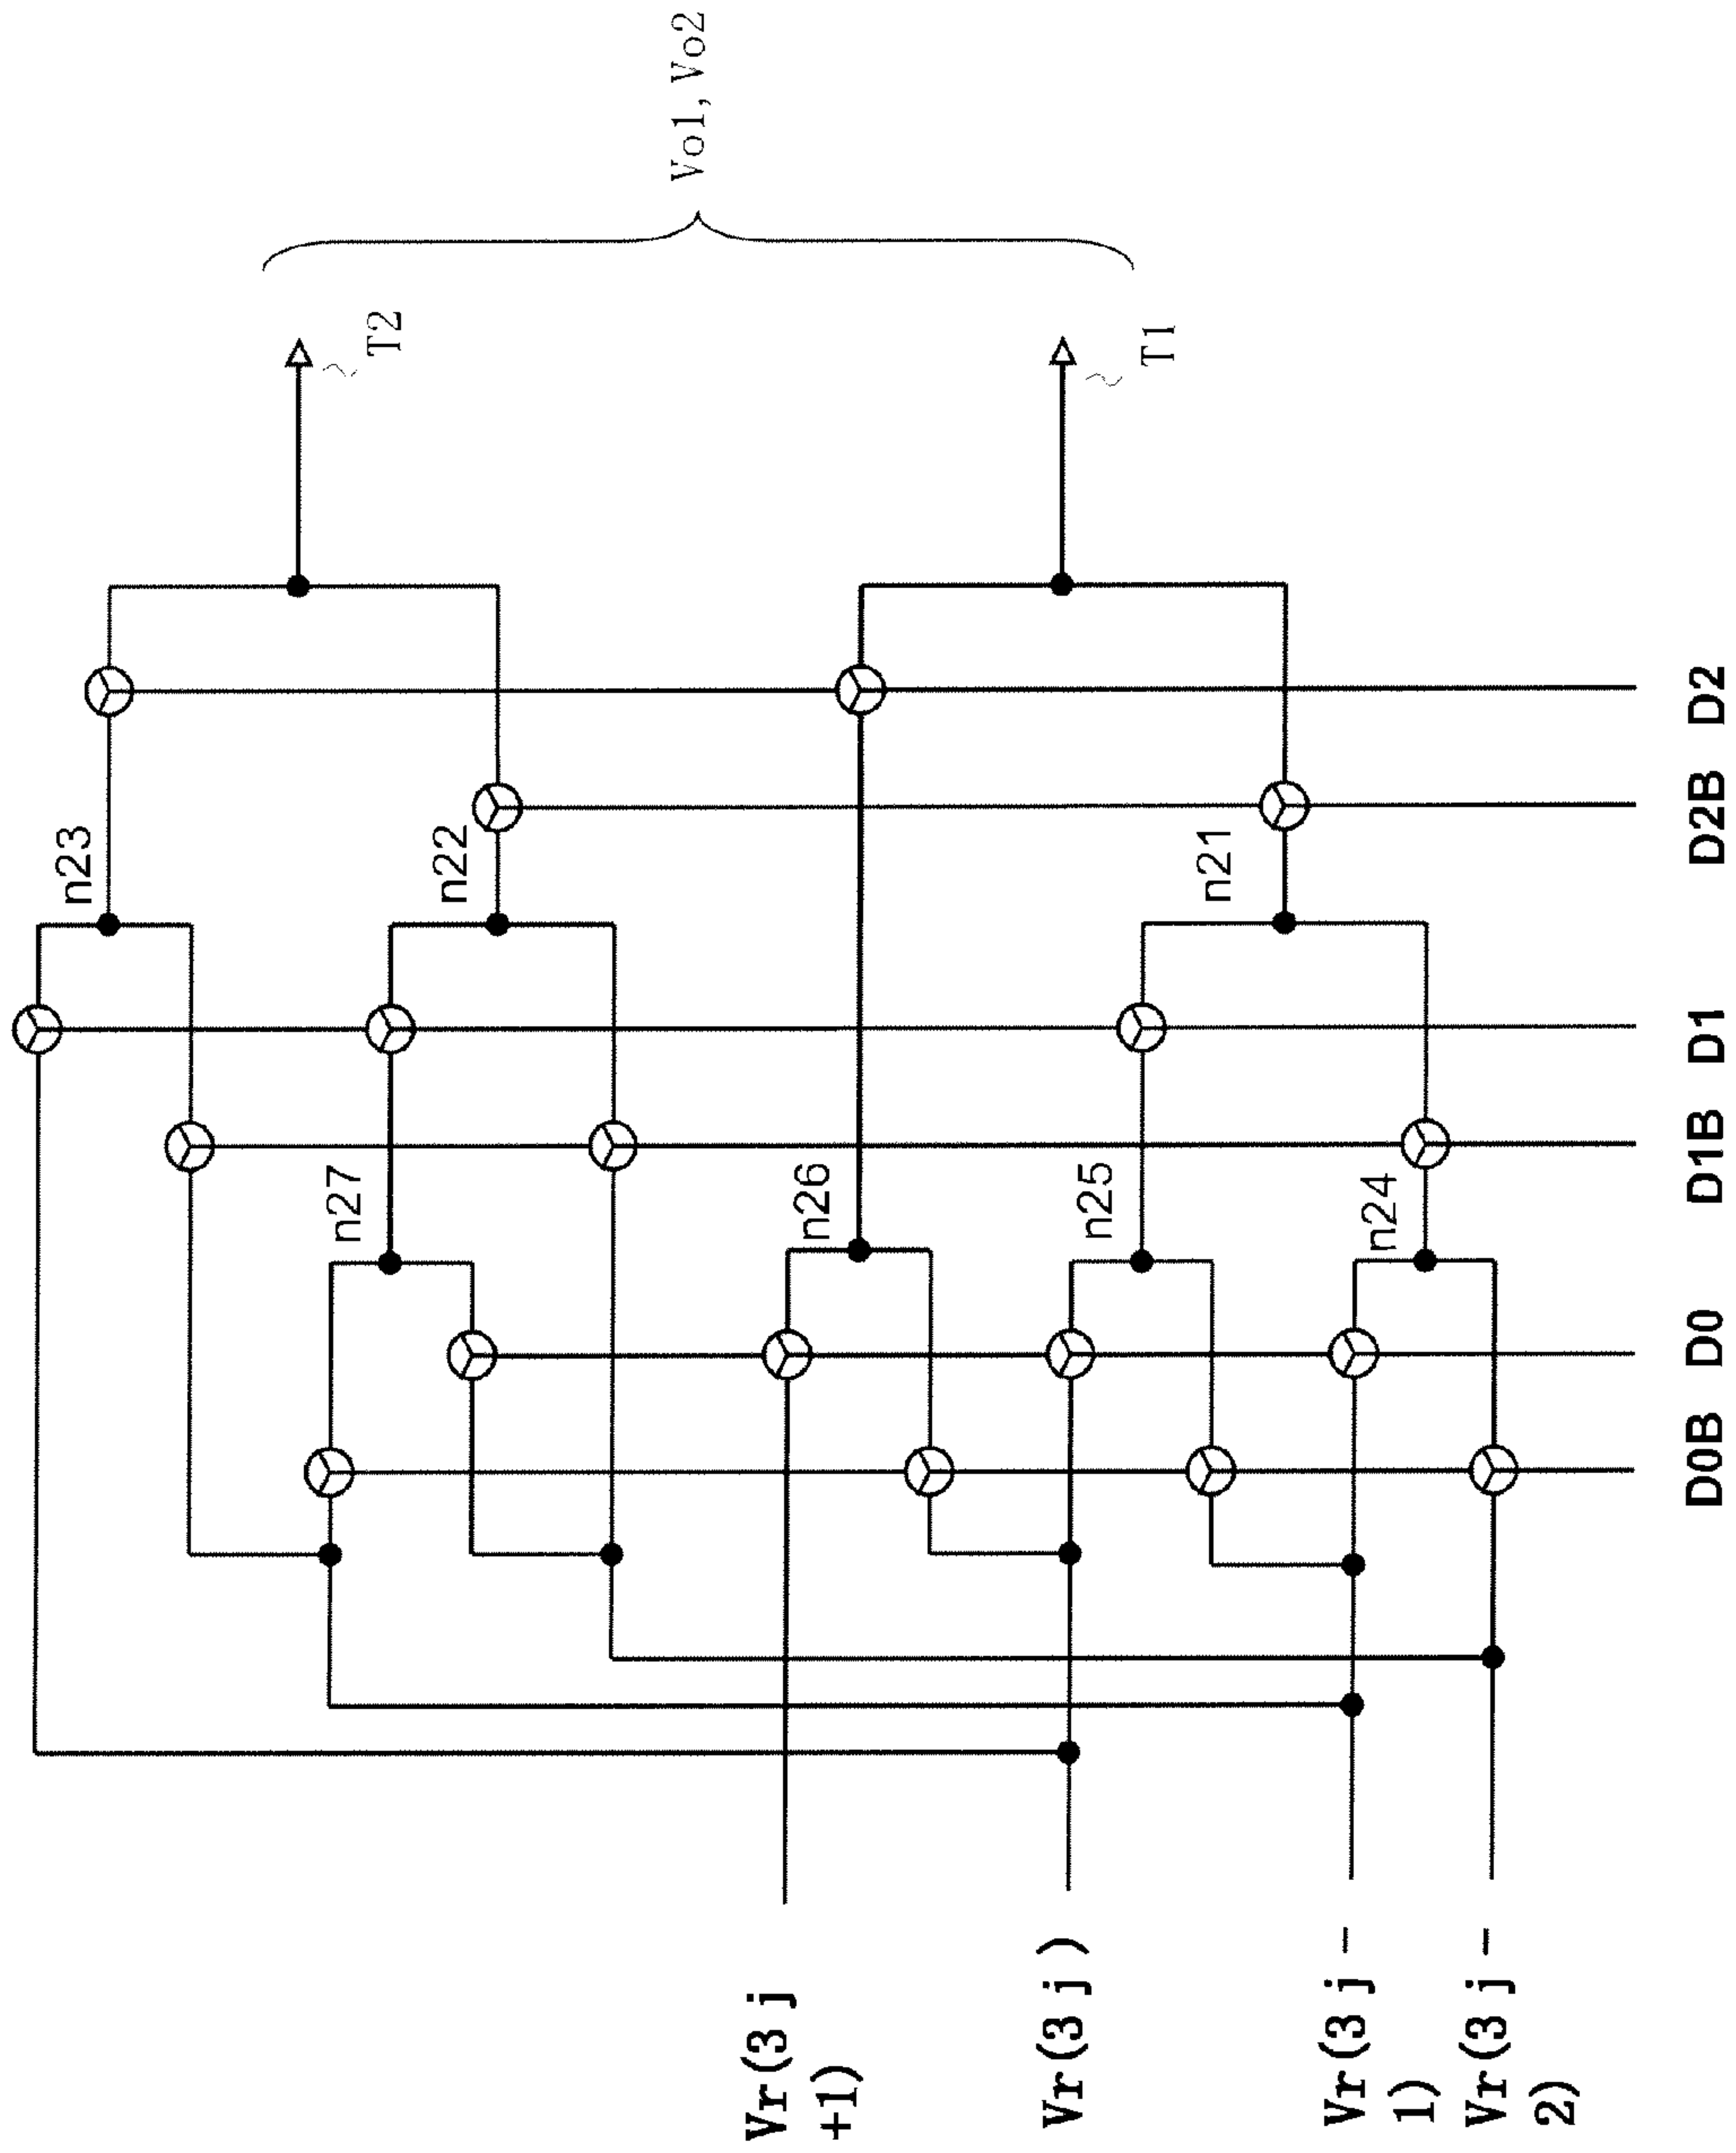 Vo1, Vo2
T2
T1
n23
n22
n21
n27
n26
n25
n24
D2
D2B
D1
D1B
D0
D0B
Vr(3j
+1)
Vr(3j)
Vr(3j-
1)
Vr(3j-
2)